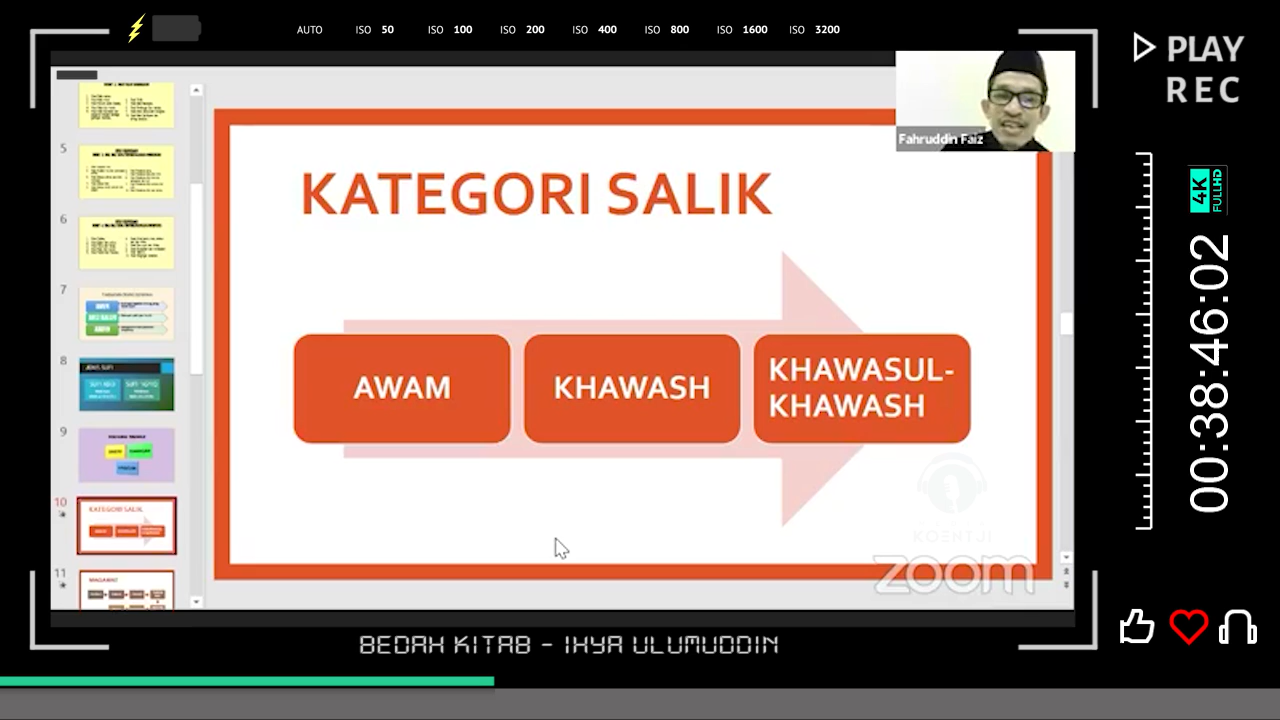 AUTO ISO 50 ISO 100 ISO 200 ISO 400 ISO 800 ISO 1600 ISO 3200
PLAY
REC
Fahruddin Faiz
KATEGORI SALIK
AWAM
KHAWASH
KHAWASUL-
KHAWASH
5
6
7
8
9
10
KATEGORI SALIK
11
4K
FULLHD
00:38:46:02
KOENTJI
zoom
BEDAH KITAB - IHYA ULUMUDDIN